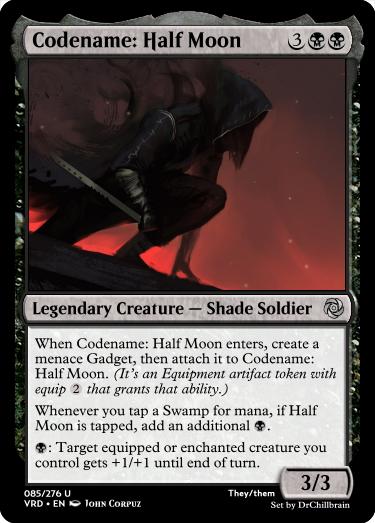 Codename: Half Moon 3
Legendary Creature — Shade Soldier
When Codename: Half Moon enters, create a
menace Gadget, then attach it to Codename:
Half Moon. (It's an Equipment artifact token with
equip 2 that grants that ability.)
Whenever you tap a Swamp for mana, if Half
Moon is tapped, add an additional .
: Target equipped or enchanted creature you
control gets +1/+1 until end of turn.
3/3
085/276 U They/them
VRD • EN John Corpuz Set by DrChillbrain